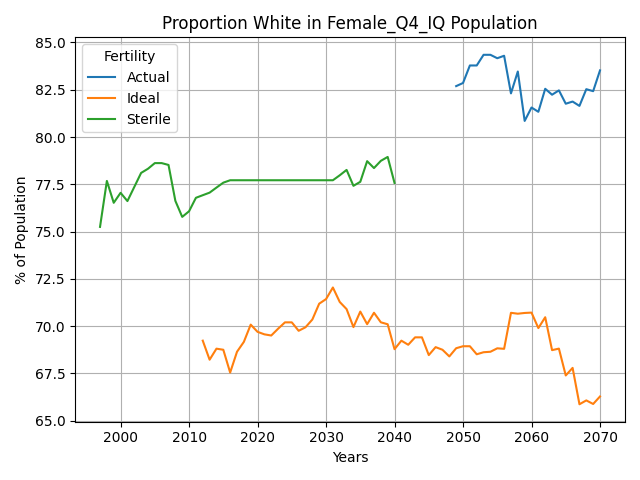 Proportion White in Female_Q4_IQ Population
% of Population
85.0
82.5
80.0
77.5
75.0
72.5
70.0
67.5
65.0
Fertility
Actual
Ideal
Sterile
2000
2010
2020
2030
2040
2050
2060
2070
Years